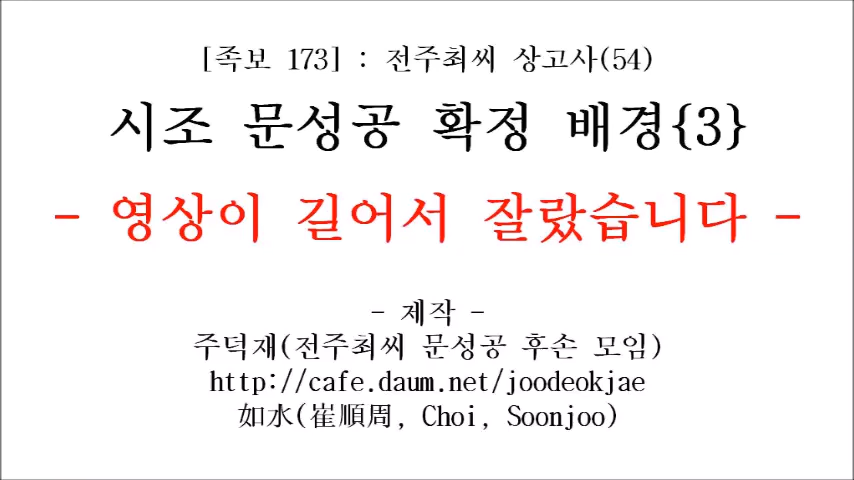 [족보 173] : 전주최씨 상고사(54)
시조 문성공 확정 배경{3}
- 영상이 길어서 잘랐습니다 -
- 제작 -
주덕재(전주최씨 문성공 후손 모임)
http://cafe.daum.net/joodeokjae
如水(崔順周, Choi, Soonjoo)